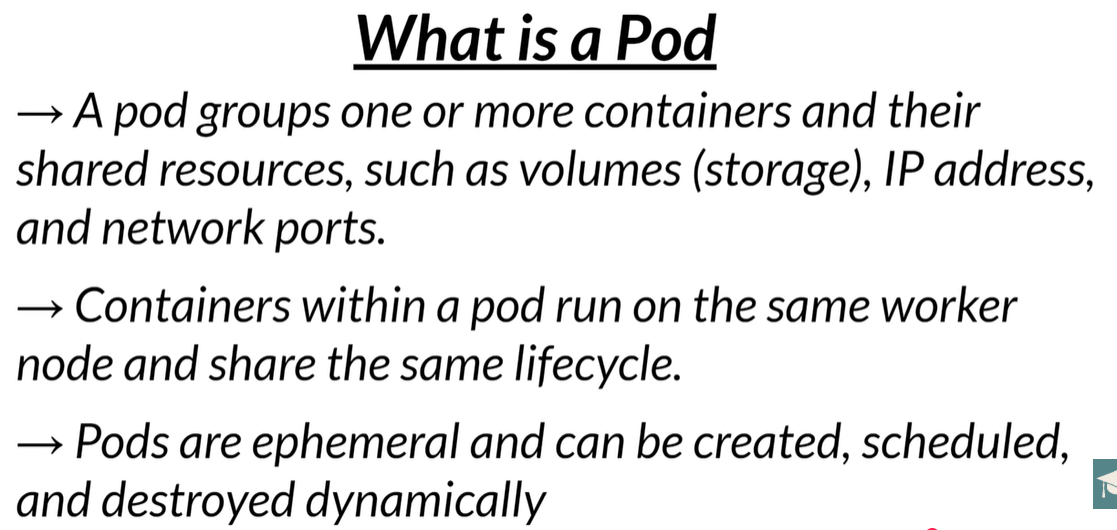 What is a Pod
→ A pod groups one or more containers and their
shared resources, such as volumes (storage), IP address,
and network ports.
→ Containers within a pod run on the same worker
node and share the same lifecycle.
→ Pods are ephemeral and can be created, scheduled,
and destroyed dynamically